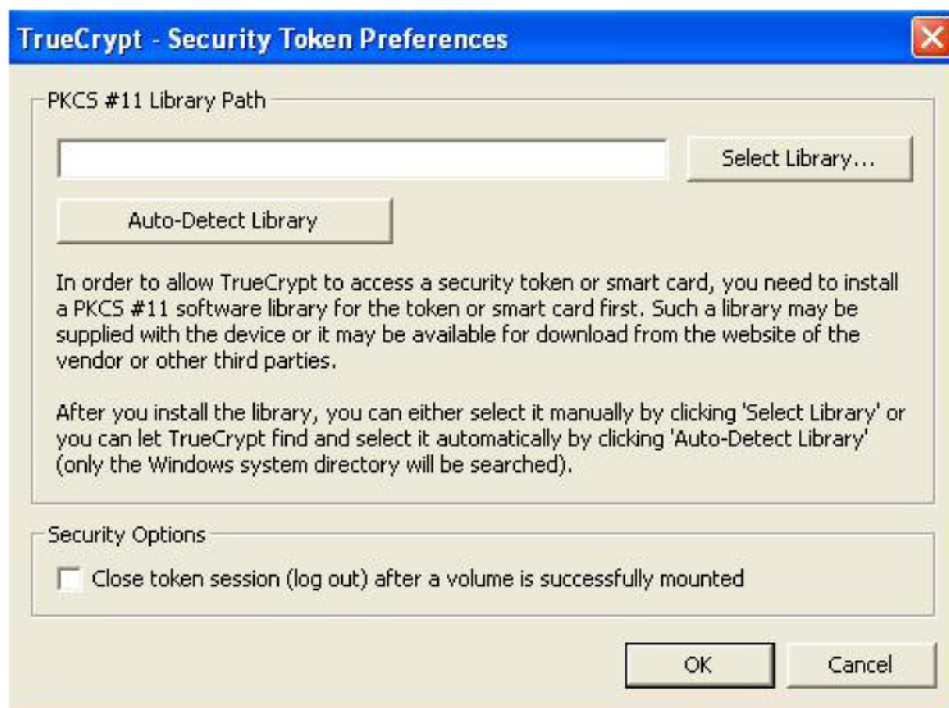 TrueCrypt - Security Token Preferences
PKCS #11 Library Path
Select Library...
Auto-Detect Library
In order to allow TrueCrypt to access a security token or smart card, you need to install
a PKCS #11 software library for the token or smart card first. Such a library may be
supplied with the device or it may be available for download from the website of the
vendor or other third parties.
After you install the library, you can either select it manually by clicking 'Select Library' or
you can let TrueCrypt find and select it automatically by clicking 'Auto-Detect Library'
(only the Windows system directory will be searched).
Security Options
Close token session (log out) after a volume is successfully mounted
OK
Cancel